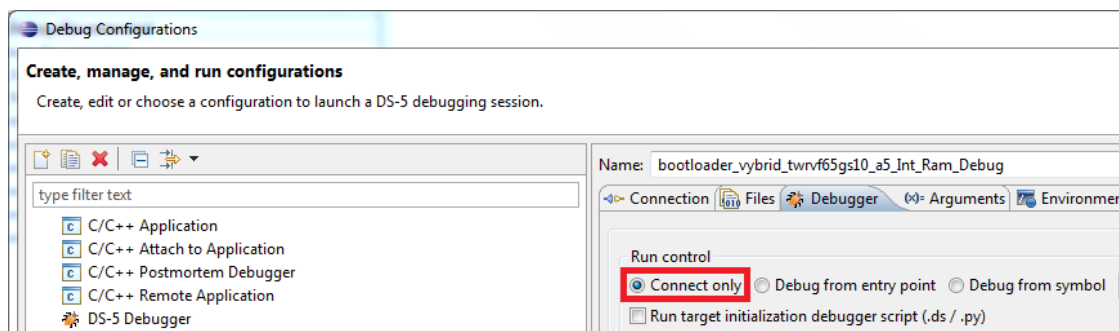 Debug Configurations
Create, manage, and run configurations
Create, edit or choose a configuration to launch a DS-5 debugging session.
type filter text
C/C++ Application
C/C++ Attach to Application
C/C++ Postmortem Debugger
C/C++ Remote Application
DS-5 Debugger
Name: bootloader_vybrid_twrvf65gs10_a5_Int_Ram_Debug
Connection Files Debugger (x)= Arguments Environmen
Run control
Connect only Debug from entry point Debug from symbol
Run target initialization debugger script (.ds / .py)